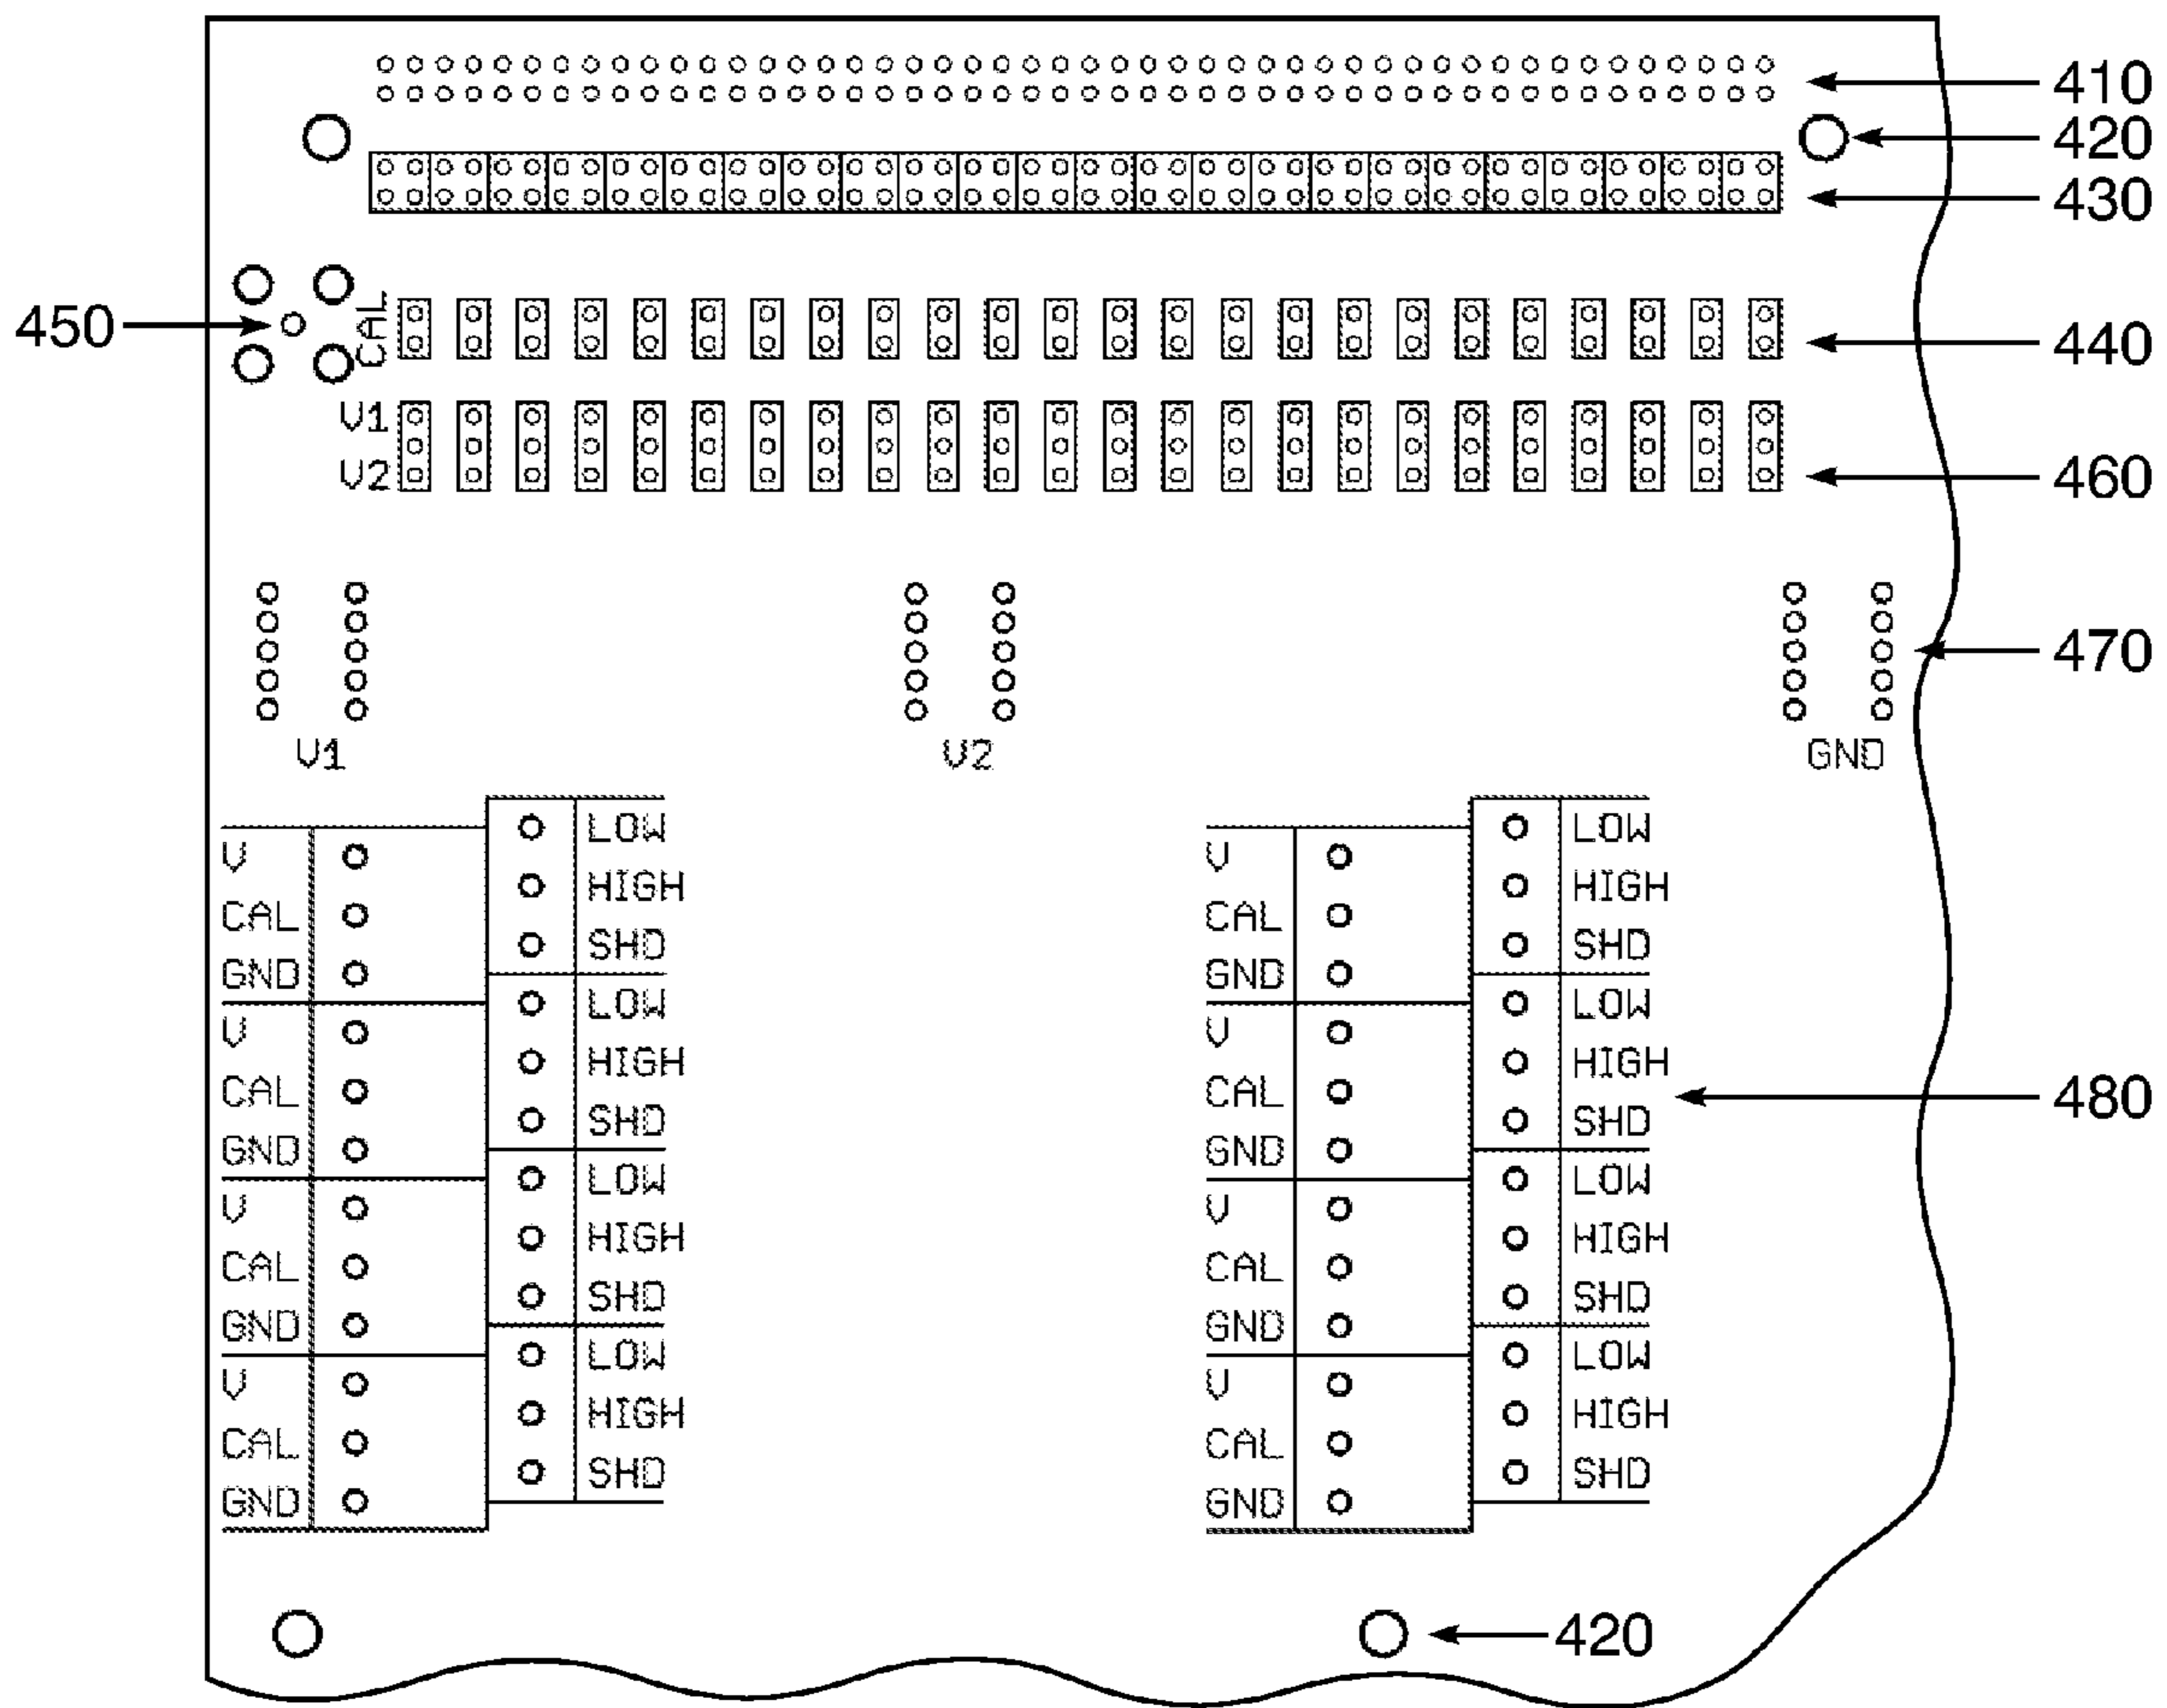 410
420
430
450
CAL
440
V1
V2
460
470
V1 V2 GND
LOW
V
HIGH
CAL
SHD
GND
LOW
V
HIGH
CAL
SHD
GND
LOW
V
HIGH
CAL
SHD
GND
LOW
V
HIGH
CAL
SHD
GND
LOW
V
HIGH
CAL
SHD
GND
LOW
V
HIGH
480
CAL
SHD
GND
LOW
V
HIGH
CAL
SHD
GND
LOW
V
HIGH
CAL
SHD
GND
420